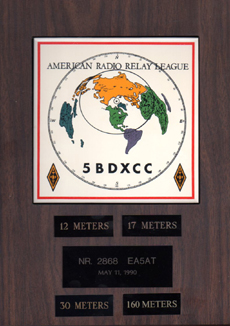 AMERICAN RADIO RELAY LEAGUE
5BDXCC
12 METERS
17 METERS
NR. 2868 EA5AT
MAY 11, 1990
30 METERS
160 METERS